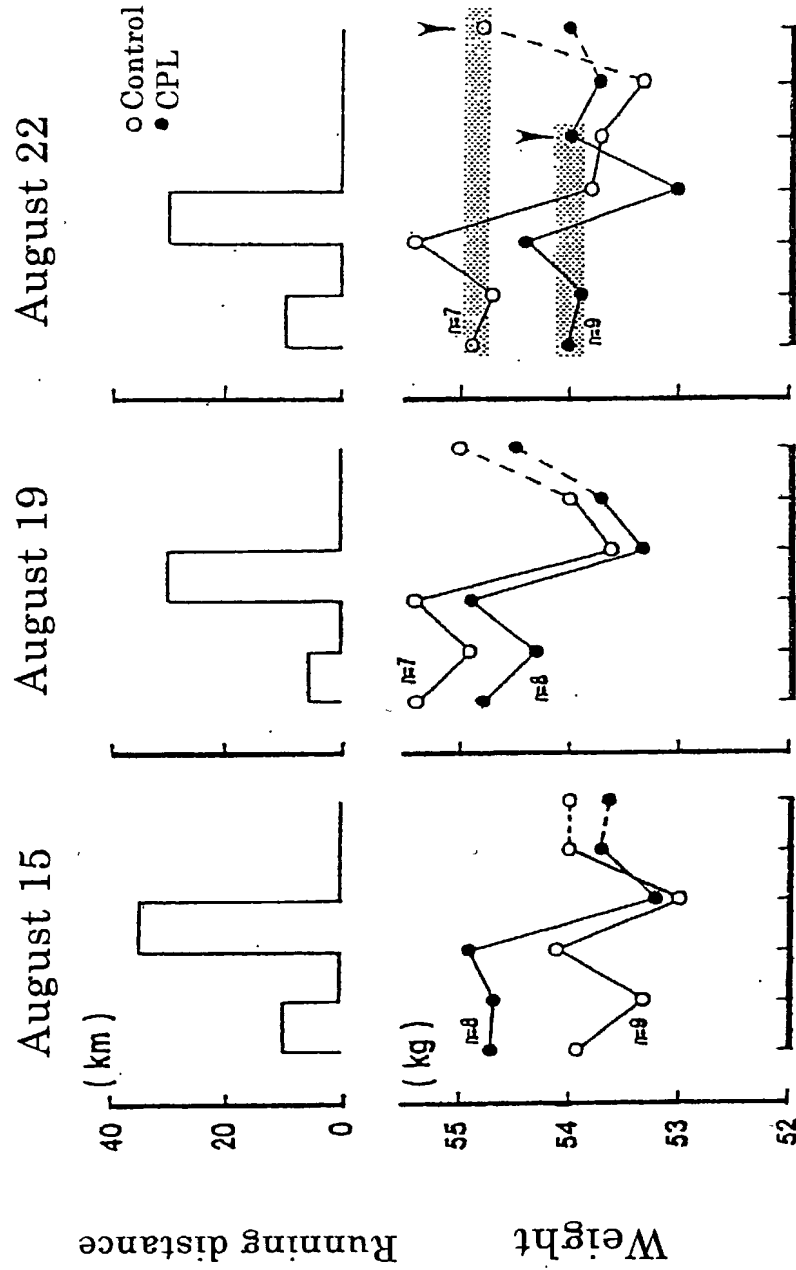 August 15
August 19
August 22
(km)
40
20
0
Running distance
Control
CPL
(kg)
55
54
53
52
Weight
n=8
n=9
n=7
n=8
n=7
n=9